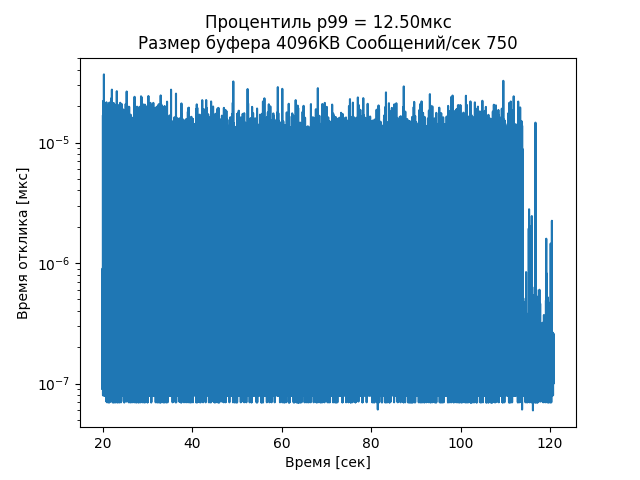 Процентиль p99 = 12.50мкс
Размер буфера 4096KB Сообщений/сек 750
Время отклика [мкс]
10⁻⁵
10⁻⁶
10⁻⁷
20 40 60 80 100 120
Время [сек]